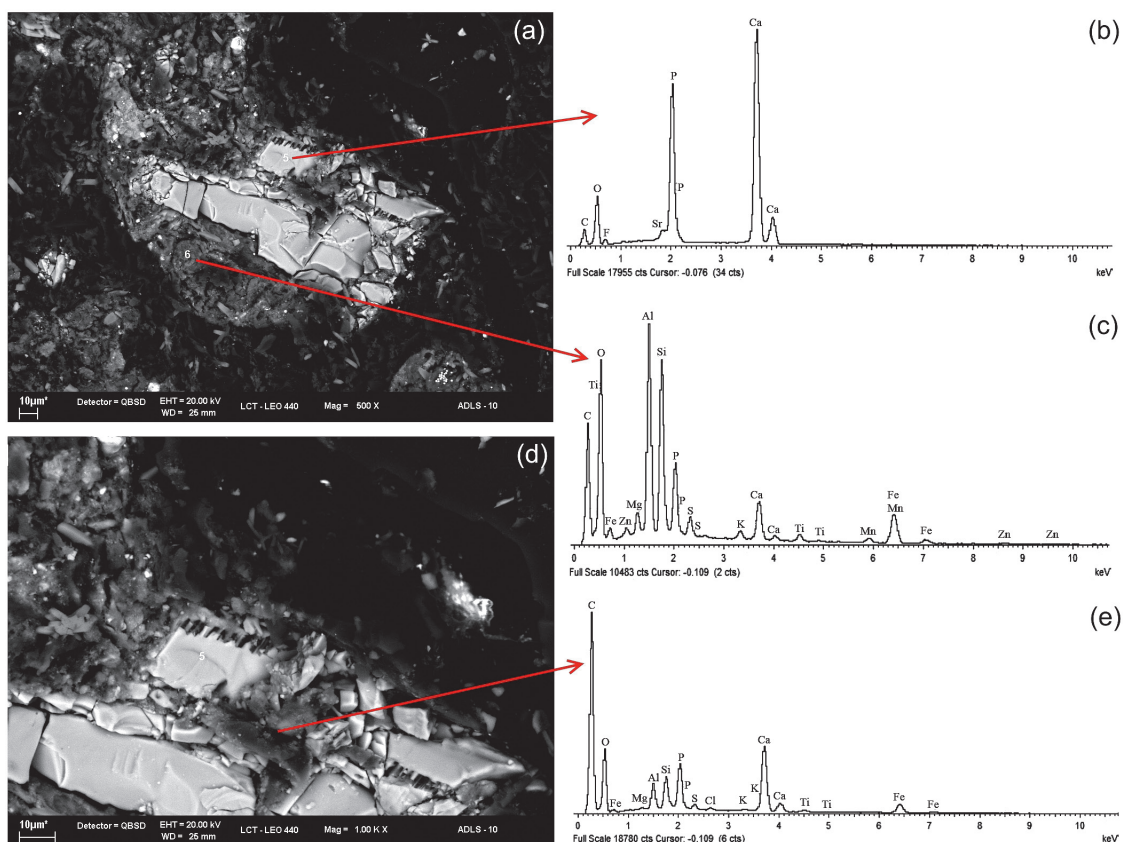 (a)
5
6
10µm*
Detector = QBSD
EHT = 20.00 kV
WD = 25 mm
LCT - LEO 440
Mag = 500 X
ADLS - 10
(b)
Ca
P
O
P
Sr
C
F
Ca
0 1 2 3 4 5 6 7 8 9 10
Full Scale 17955 cts Cursor: -0.076 (34 cts)
keV
(c)
Al
O
Si
Ti
C
P
Mg
P
S
Ca
Fe
Mn
Fe
Zn
S
K
Ca
Ti
Ti
Mn
Fe
Zn
Zn
0 1 2 3 4 5 6 7 8 9 10
Full Scale 10483 cts Cursor: -0.109 (2 cts)
keV
(d)
5
10µm*
Detector = QBSD
EHT = 20.00 kV
WD = 25 mm
LCT - LEO 440
Mag = 1.00 K X
ADLS - 10
(e)
C
O
Ca
P
Si
Al
P
K
Fe
Mg
S
Cl
K
Ca
Ti
Ti
Fe
Fe
0 1 2 3 4 5 6 7 8 9 10
Full Scale 18780 cts Cursor: -0.109 (6 cts)
keV